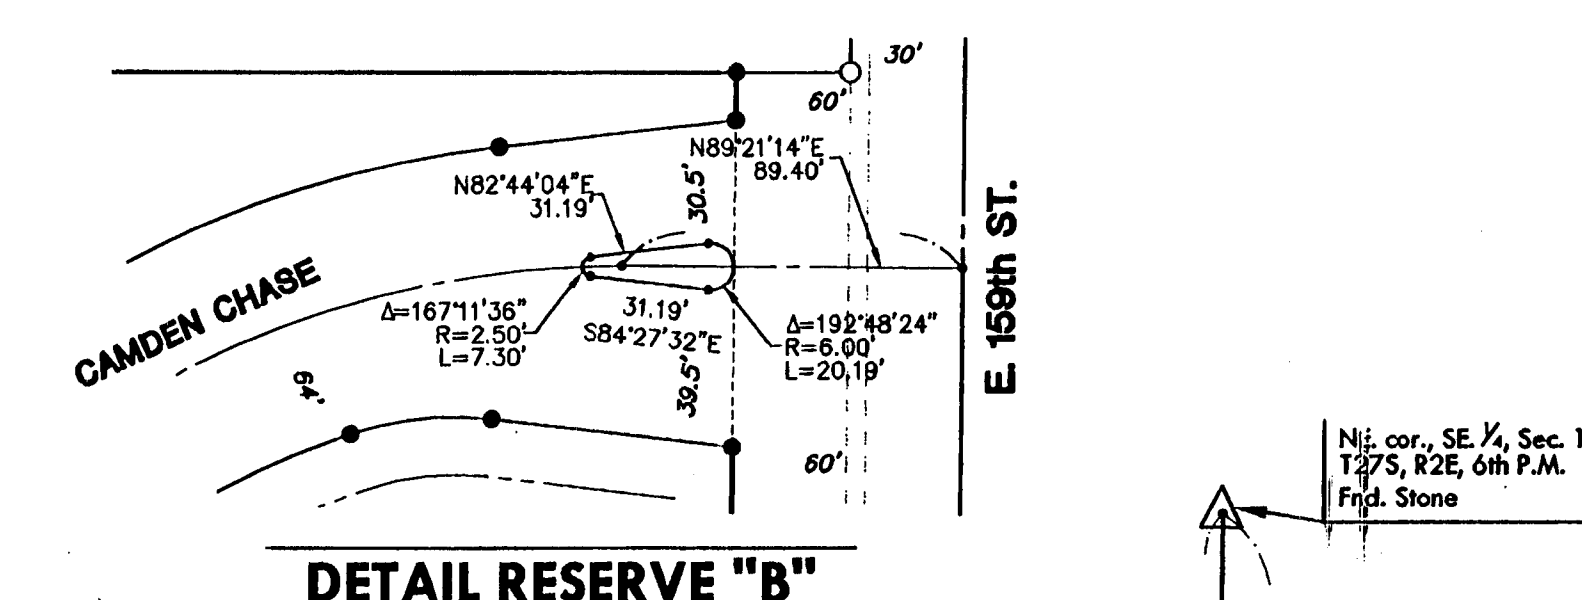 30'
60'
N89°21'14"E
89.40'
N82°44'04"E
31.19'
30.5'
E. 159th ST.
CAMDEN CHASE
Δ=167°11'36"
R=2.50'
L=7.30'
31.19'
S84°27'32"E
Δ=192°48'24"
R=6.00'
L=20.19'
39.5'
64'
60'
cor., SE. 1/4, Sec. 1
T27S, R2E, 6th P.M.
Fnd. Stone
DETAIL RESERVE "B"